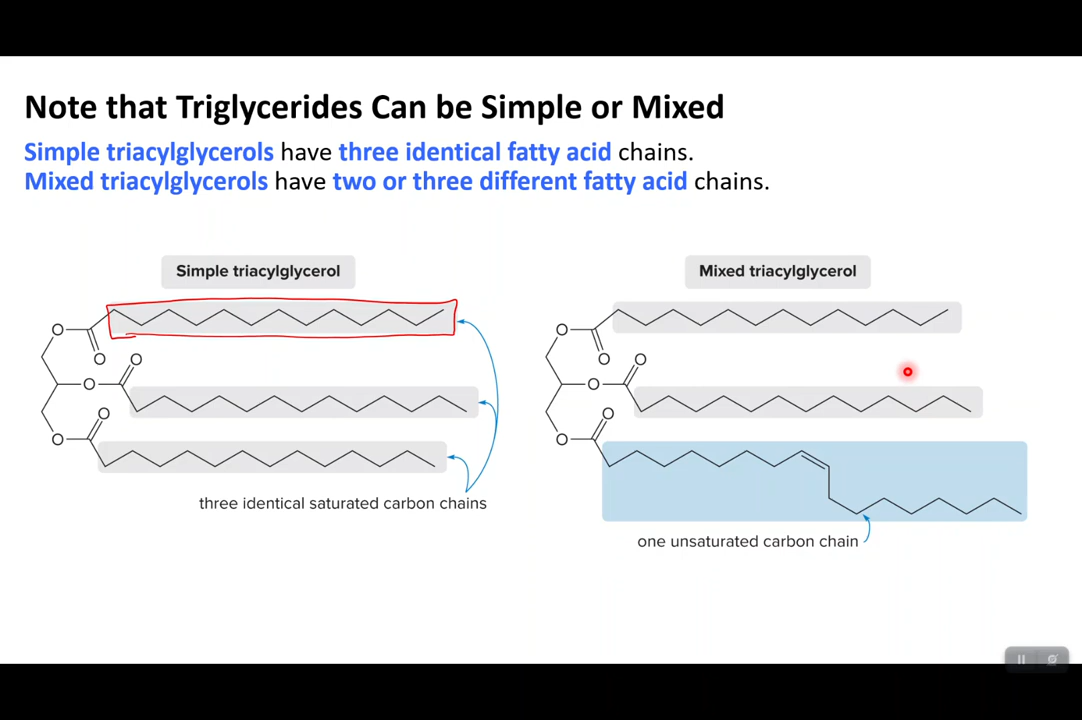 Note that Triglycerides Can be Simple or Mixed
Simple triacylglycerols have three identical fatty acid chains.
Mixed triacylglycerols have two or three different fatty acid chains.
Simple triacylglycerol
O
O
O
O
O
O
three identical saturated carbon chains
Mixed triacylglycerol
O
O
O
O
O
O
one unsaturated carbon chain